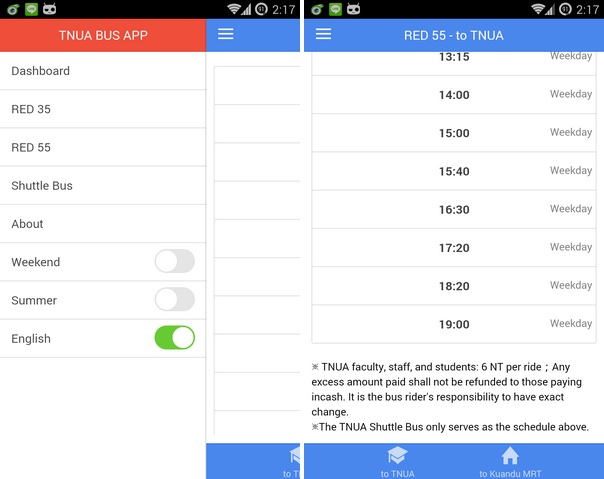 2:17
TNUA BUS APP
Dashboard
RED 35
RED 55
Shuttle Bus
About
Weekend
Summer
English
2:17
RED 55 - to TNUA
13:15 Weekday
14:00 Weekday
15:00 Weekday
15:40 Weekday
16:30 Weekday
17:20 Weekday
18:20 Weekday
19:00 Weekday
※ TNUA faculty, staff, and students: 6 NT per ride；Any
excess amount paid shall not be refunded to those paying
incash. It is the bus rider's responsibility to have exact
change.
※The TNUA Shuttle Bus only serves as the schedule above.
to TNUA
to Kuandu MRT